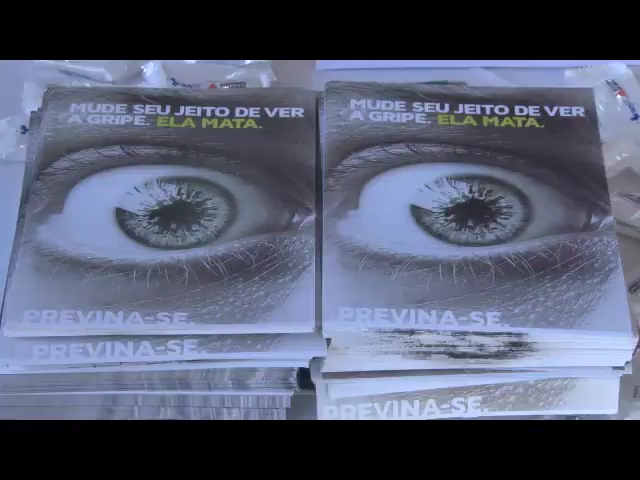 MUDE SEU JEITO DE VER
A GRIPE. ELA MATA.
PREVINA-SE.
PREVINA-SE.
MUDE SEU JEITO DE VER
A GRIPE. ELA MATA.
PREVINA-SE.
PREVINA-SE.